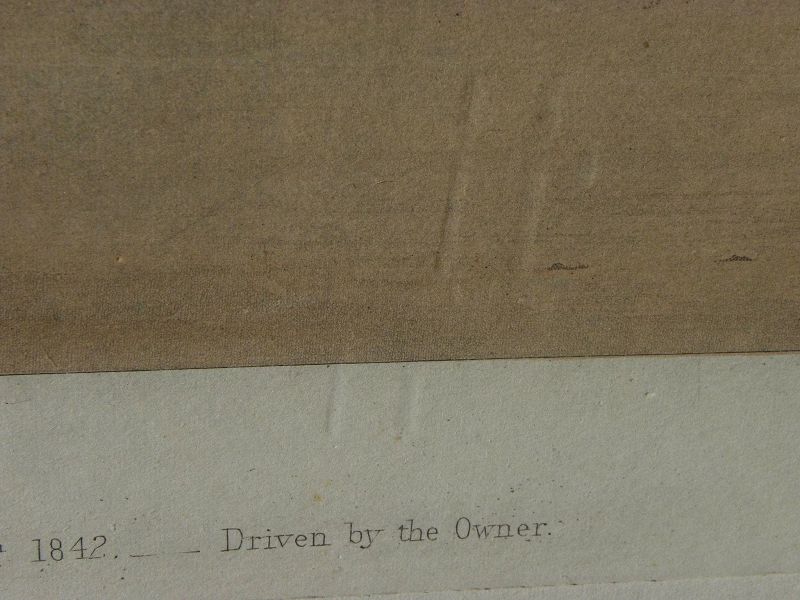 1842. _ _ Driven by the Owner.